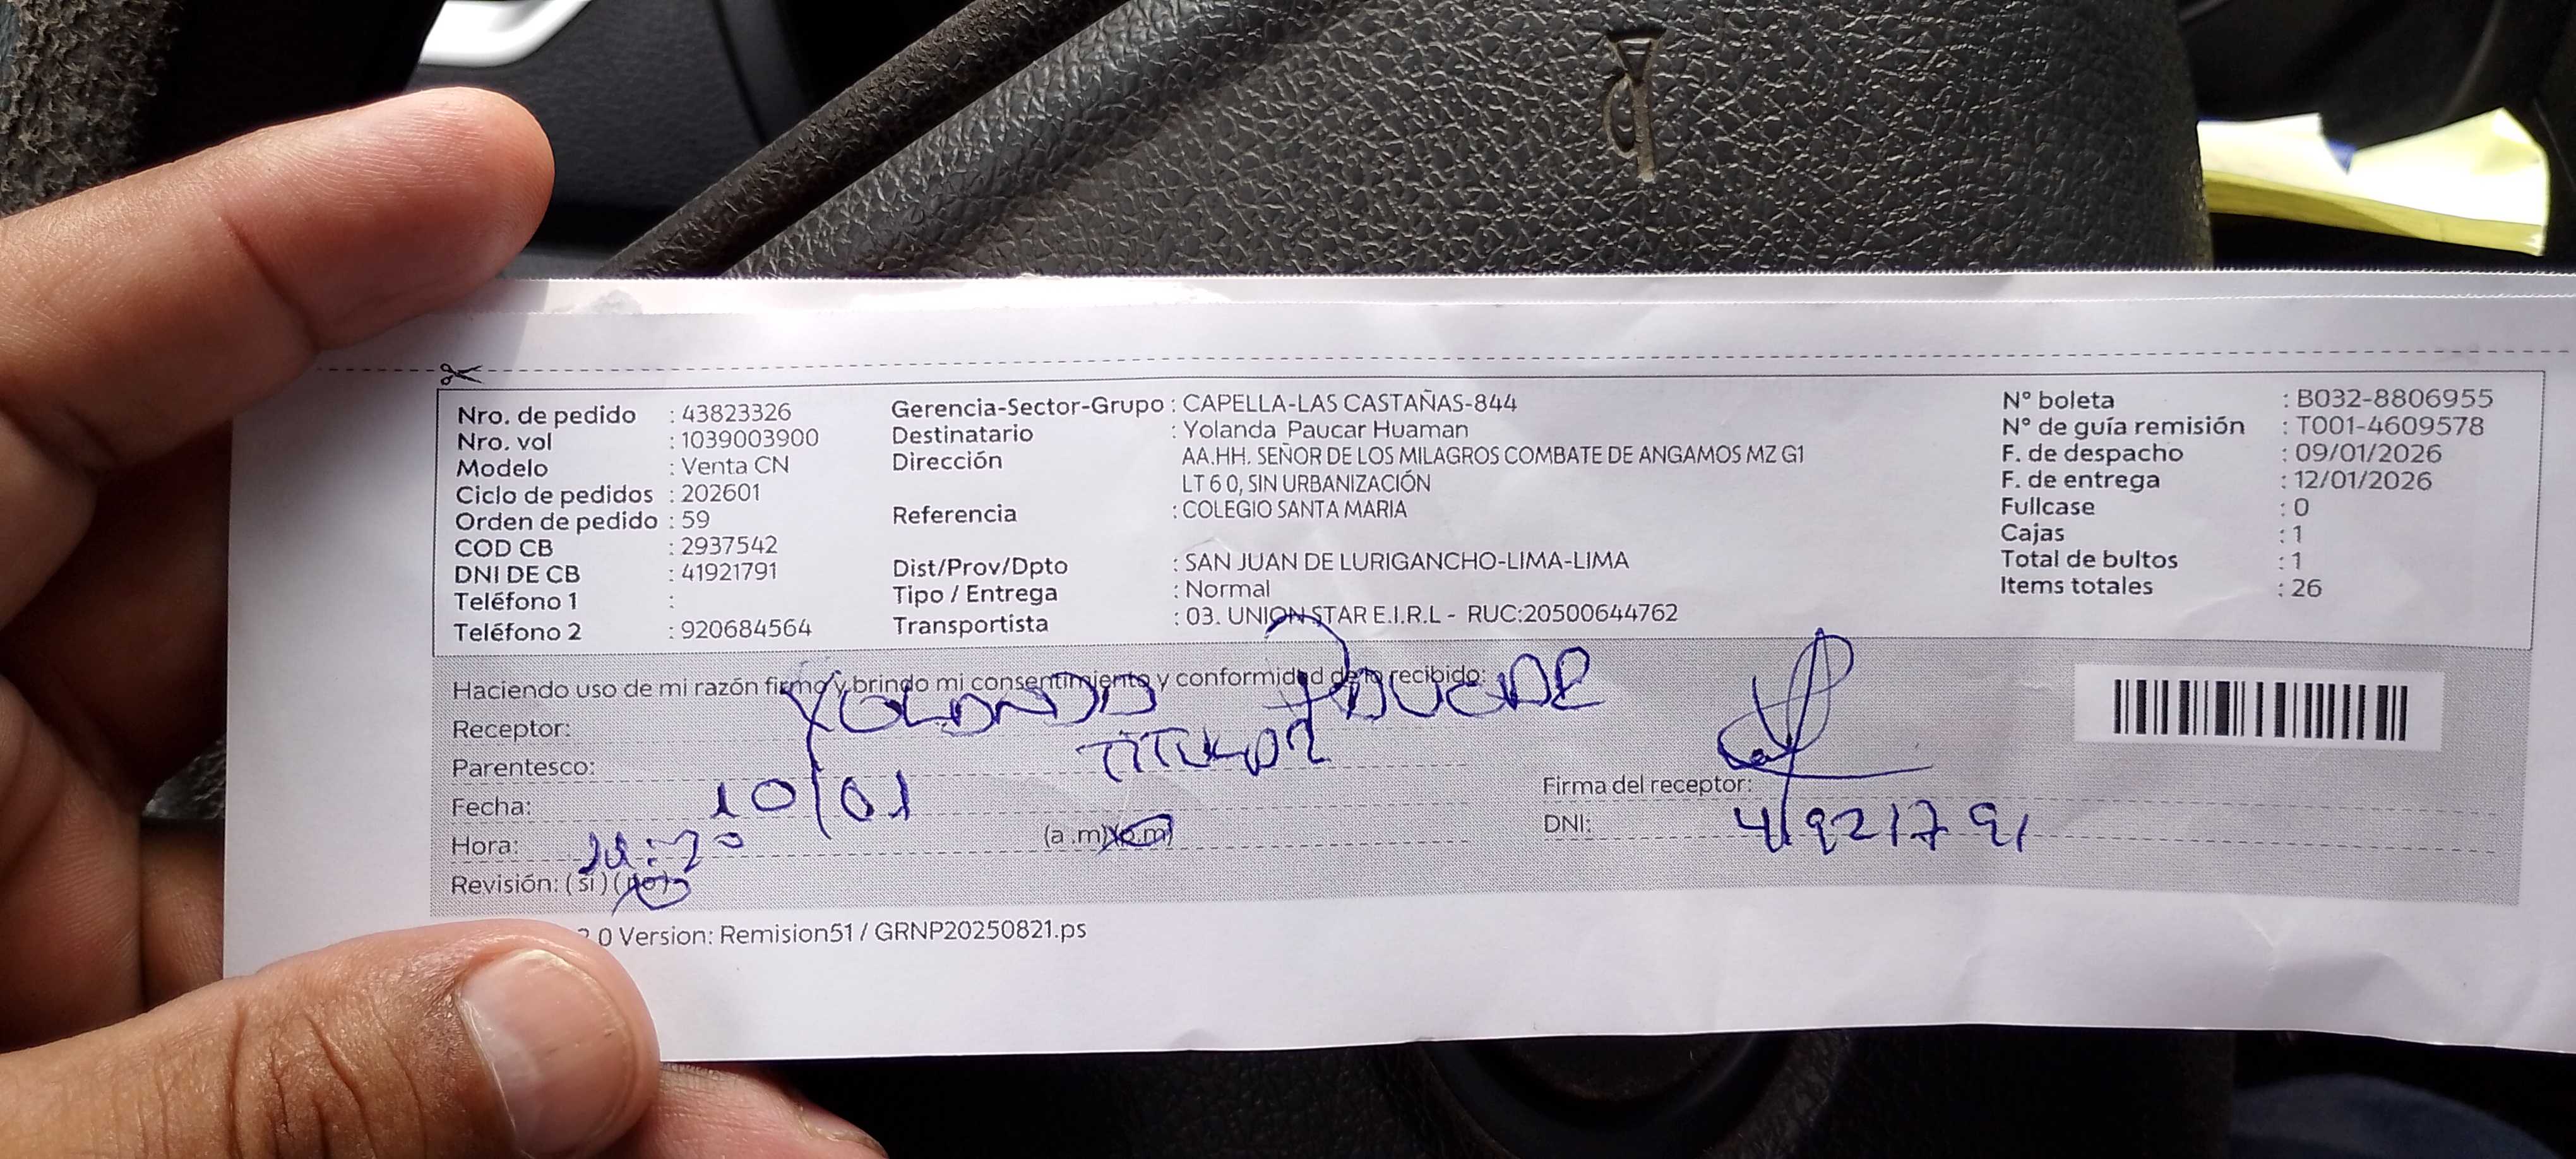 Nro. de pedido : 43823326
Nro. vol : 1039003900
Modelo : Venta CN
Ciclo de pedidos : 202601
Orden de pedido : 59
COD CB : 2937542
DNI DE CB : 41921791
Teléfono 1 :
Teléfono 2 : 920684564
Gerencia-Sector-Grupo : CAPELLA-LAS CASTAÑAS-844
Destinatario : Yolanda Paucar Huaman
Dirección AA.HH. SEÑOR DE LOS MILAGROS COMBATE DE ANGAMOS MZ G1
LT 6 0, SIN URBANIZACIÓN
Referencia : COLEGIO SANTA MARIA
Dist/Prov/Dpto : SAN JUAN DE LURIGANCHO-LIMA-LIMA
Tipo / Entrega : Normal
Transportista : 03. UNION STAR E.I.R.L - RUC:20500644762
N° boleta : B032-8806955
N° de guía remisión : T001-4609578
F. de despacho : 09/01/2026
F. de entrega : 12/01/2026
Fullcase : 0
Cajas : 1
Total de bultos : 1
Items totales : 26
Haciendo uso de mi razón firmo y brindo mi consentimiento y conformidad de lo recibido:
Receptor: YOLANDA PAUCAR
Parentesco: TITULAR
Fecha: 10/01
Hora: (a.m)(p.m)
Revisión: (si) (no)
Firma del receptor:
DNI: 41921791
2.0 Version: Remision51 / GRNP20250821.ps